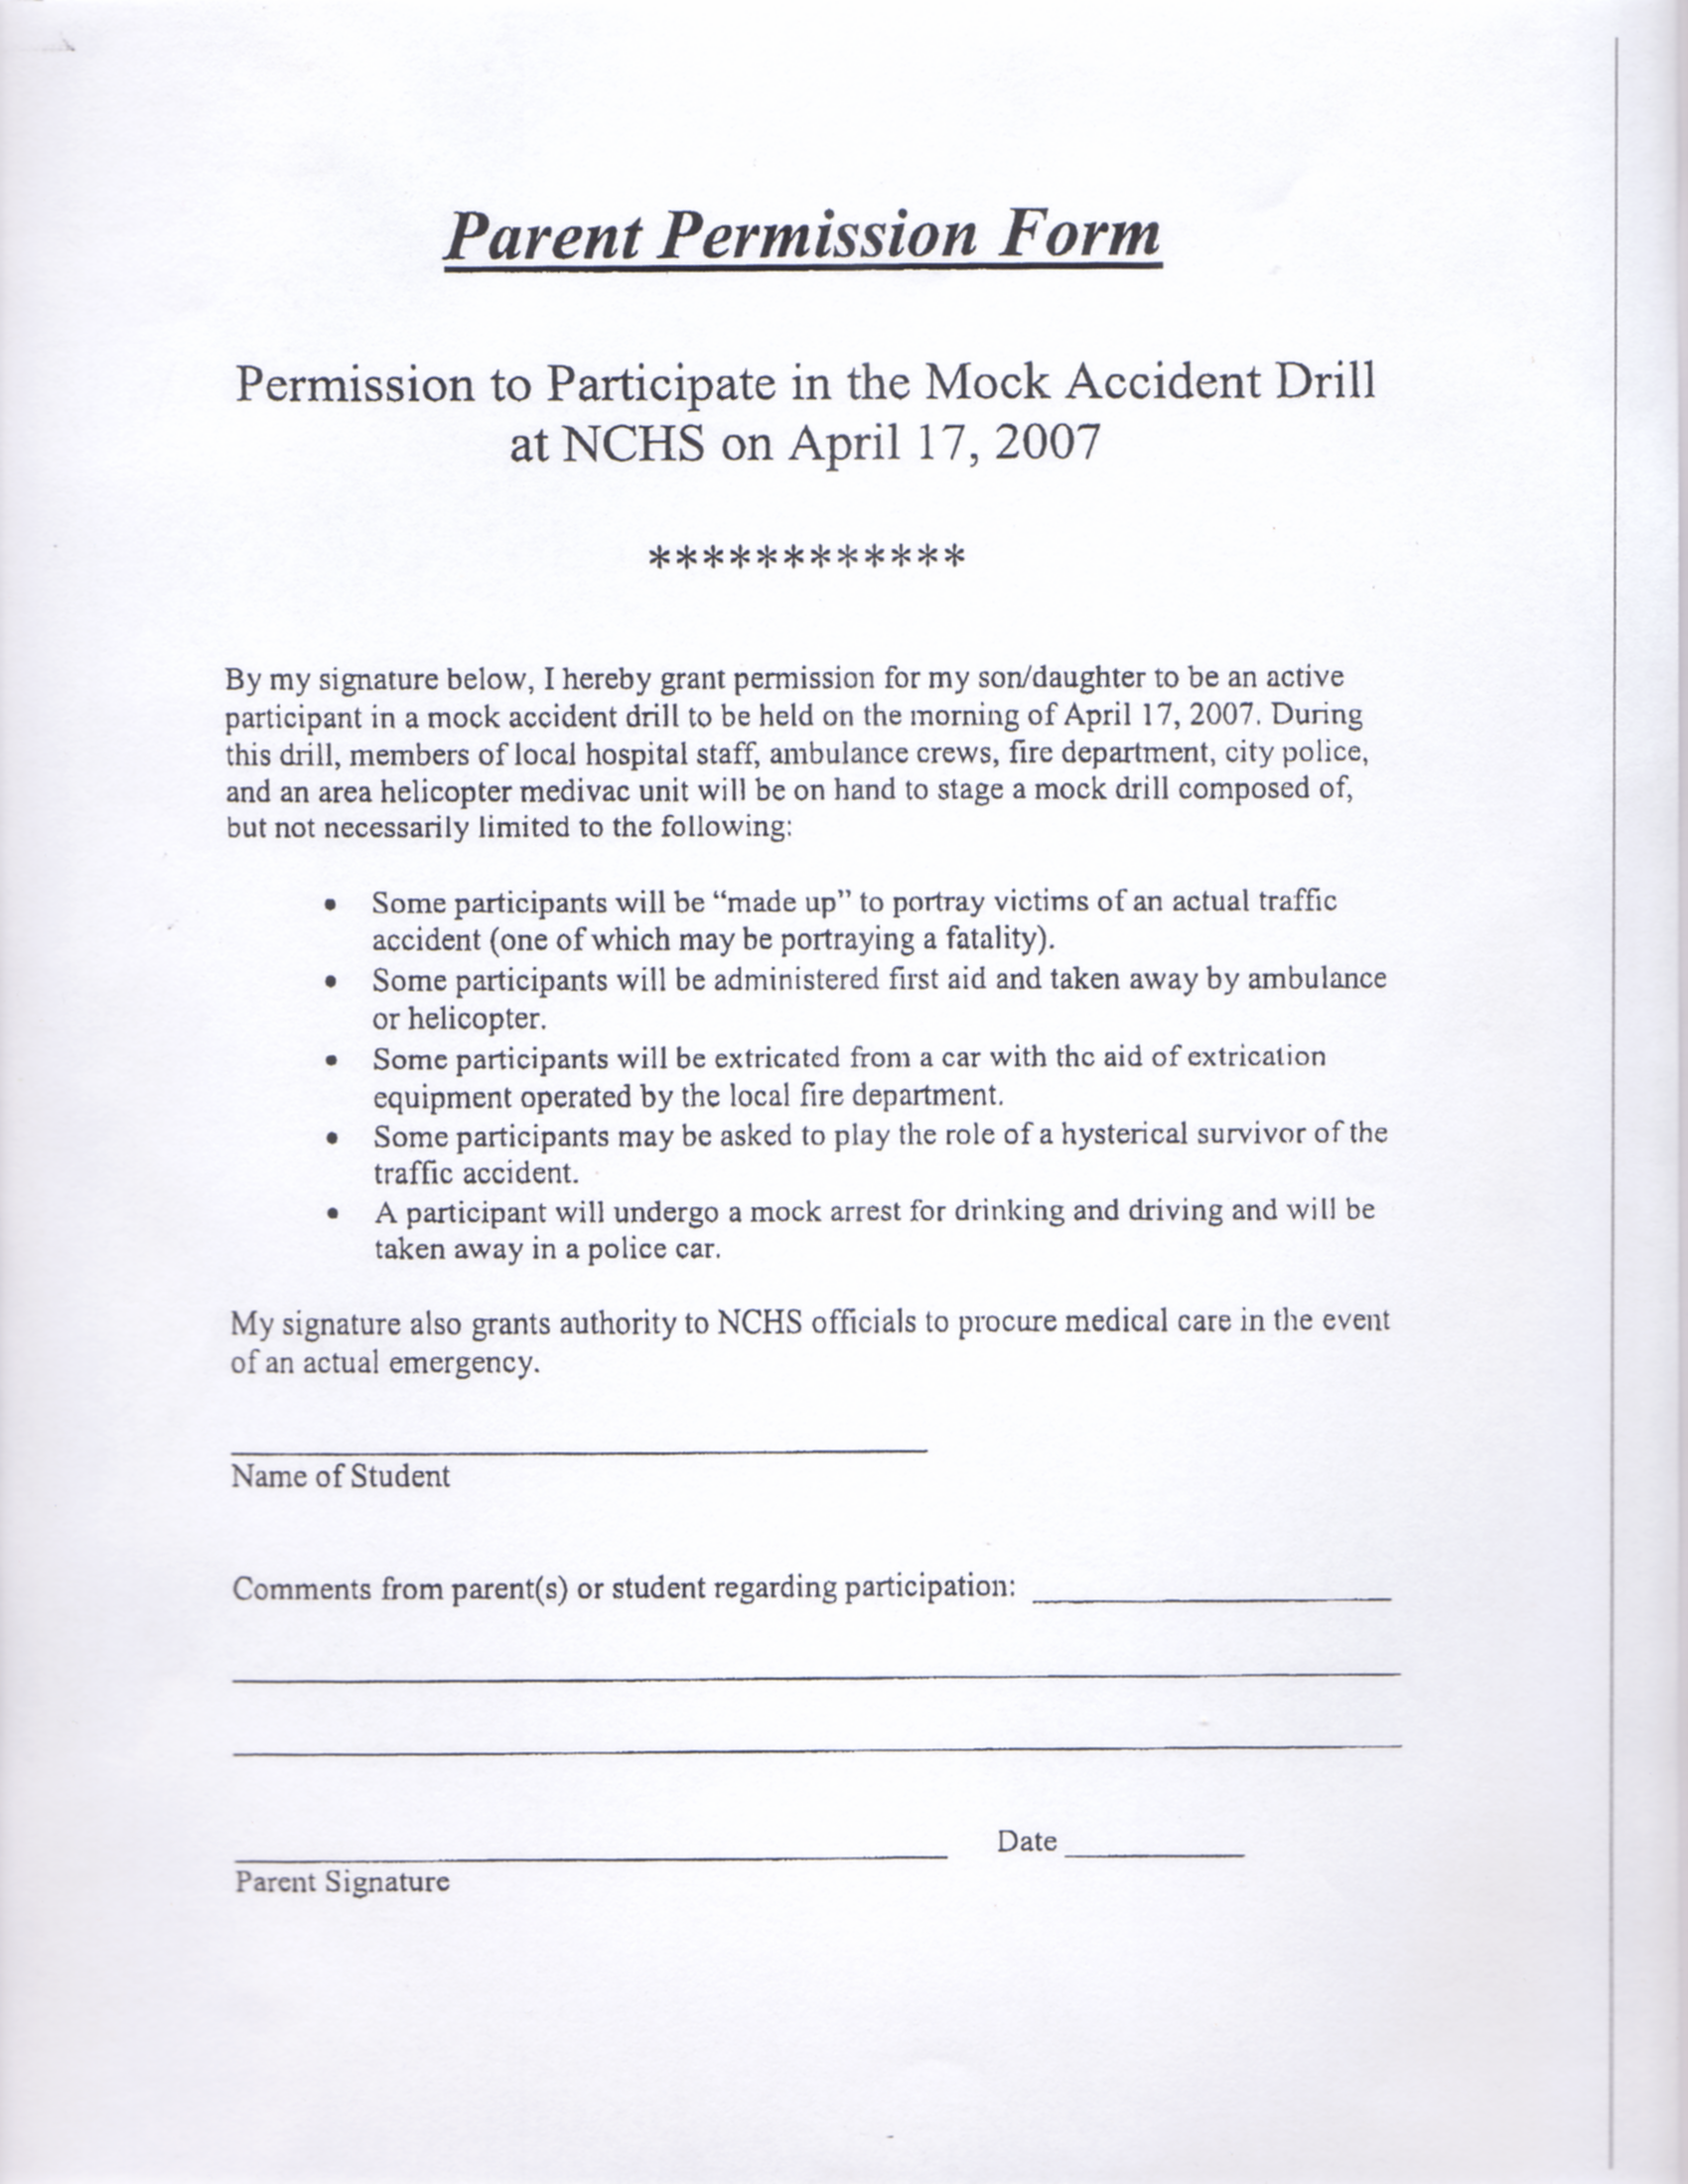 Parent Permission Form
Permission to Participate in the Mock Accident Drill
at NCHS on April 17, 2007
************
By my signature below, I hereby grant permission for my son/daughter to be an active
participant in a mock accident drill to be held on the morning of April 17, 2007. During
this drill, members of local hospital staff, ambulance crews, fire department, city police,
and an area helicopter medivac unit will be on hand to stage a mock drill composed of,
but not necessarily limited to the following:
• Some participants will be “made up” to portray victims of an actual traffic
accident (one of which may be portraying a fatality).
• Some participants will be administered first aid and taken away by ambulance
or helicopter.
• Some participants will be extricated from a car with the aid of extrication
equipment operated by the local fire department.
• Some participants may be asked to play the role of a hysterical survivor of the
traffic accident.
• A participant will undergo a mock arrest for drinking and driving and will be
taken away in a police car.
My signature also grants authority to NCHS officials to procure medical care in the event
of an actual emergency.
Name of Student
Comments from parent(s) or student regarding participation:
Date
Parent Signature